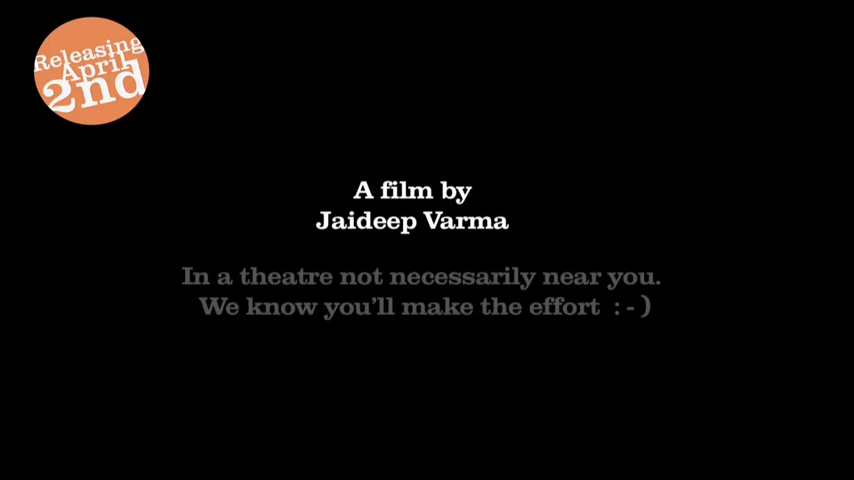 Releasing
April
2nd
A film by
Jaideep Varma
In a theatre not necessarily near you.
We know you'll make the effort : - )